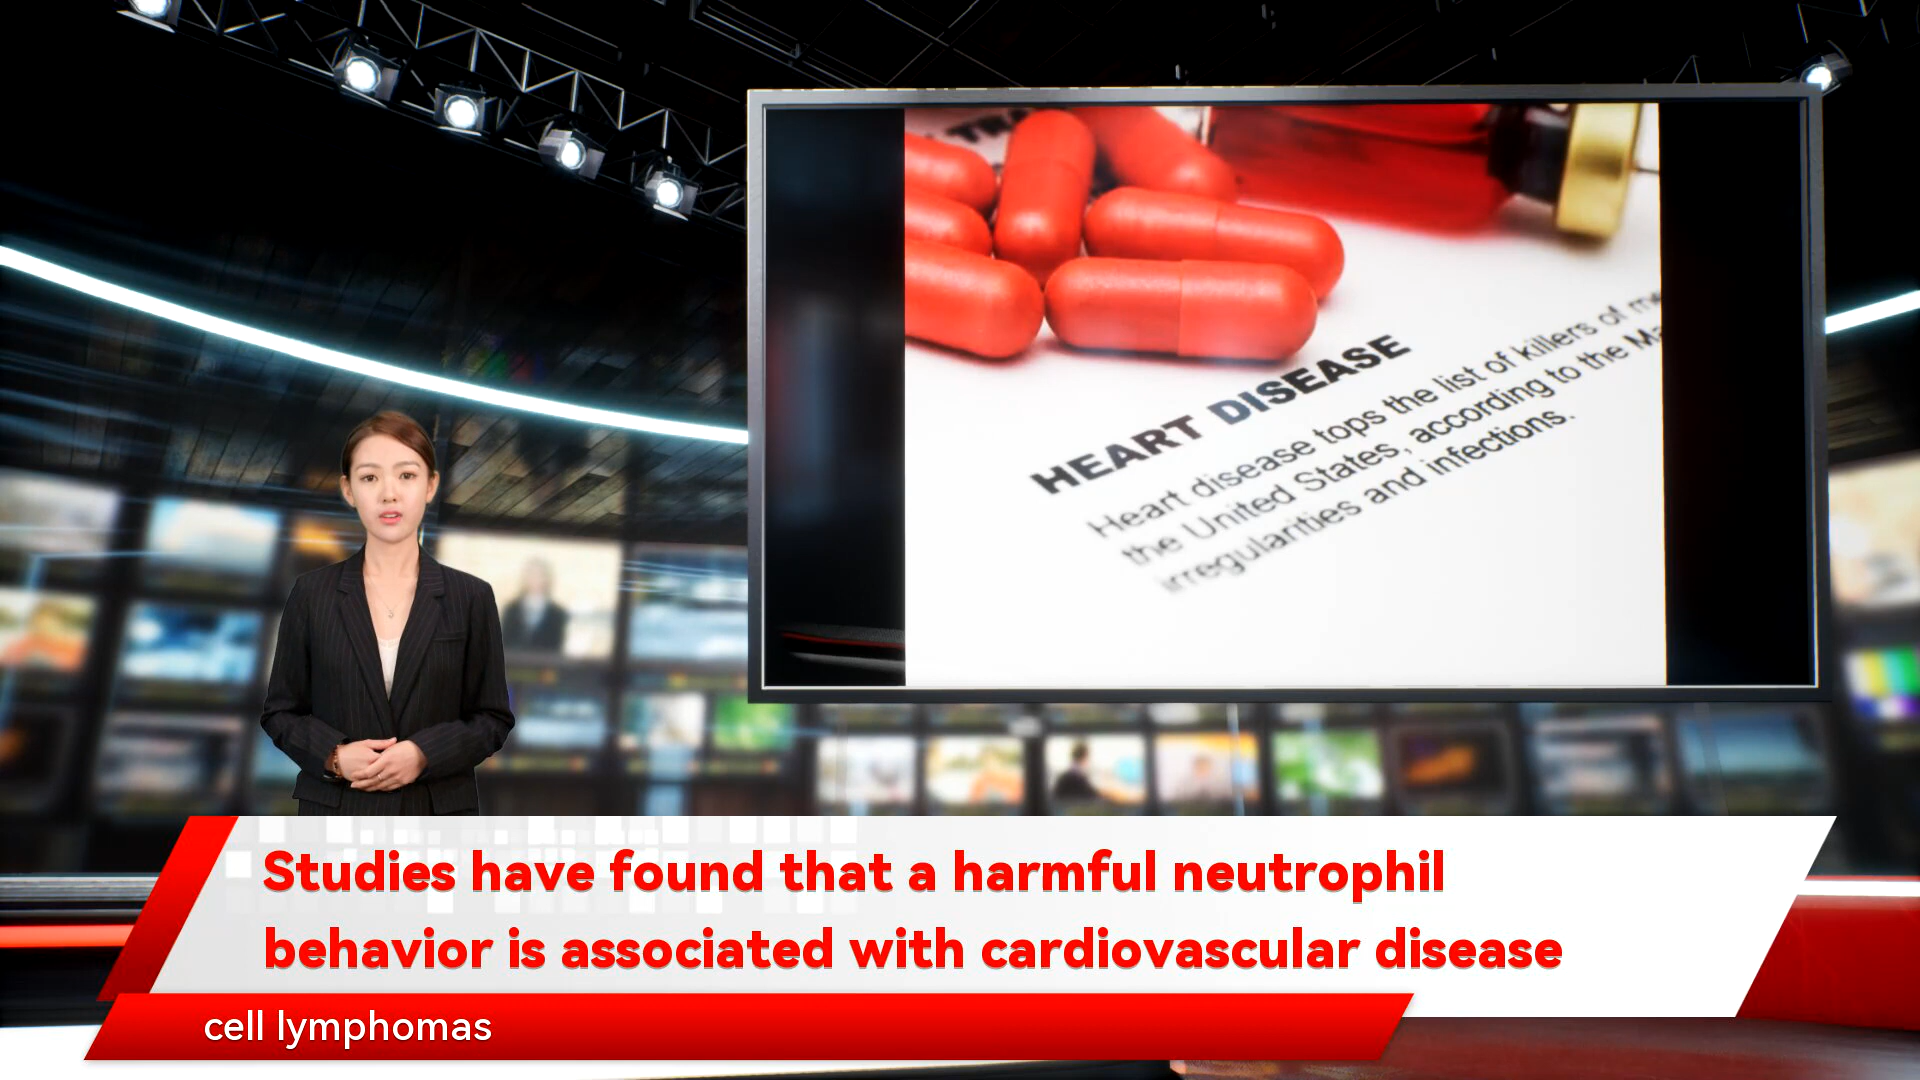 HEART DISEASE
Heart disease tops the list of killers of
the United States, according to the
irregularities and infections.
Studies have found that a harmful neutrophil
behavior is associated with cardiovascular disease
cell lymphomas